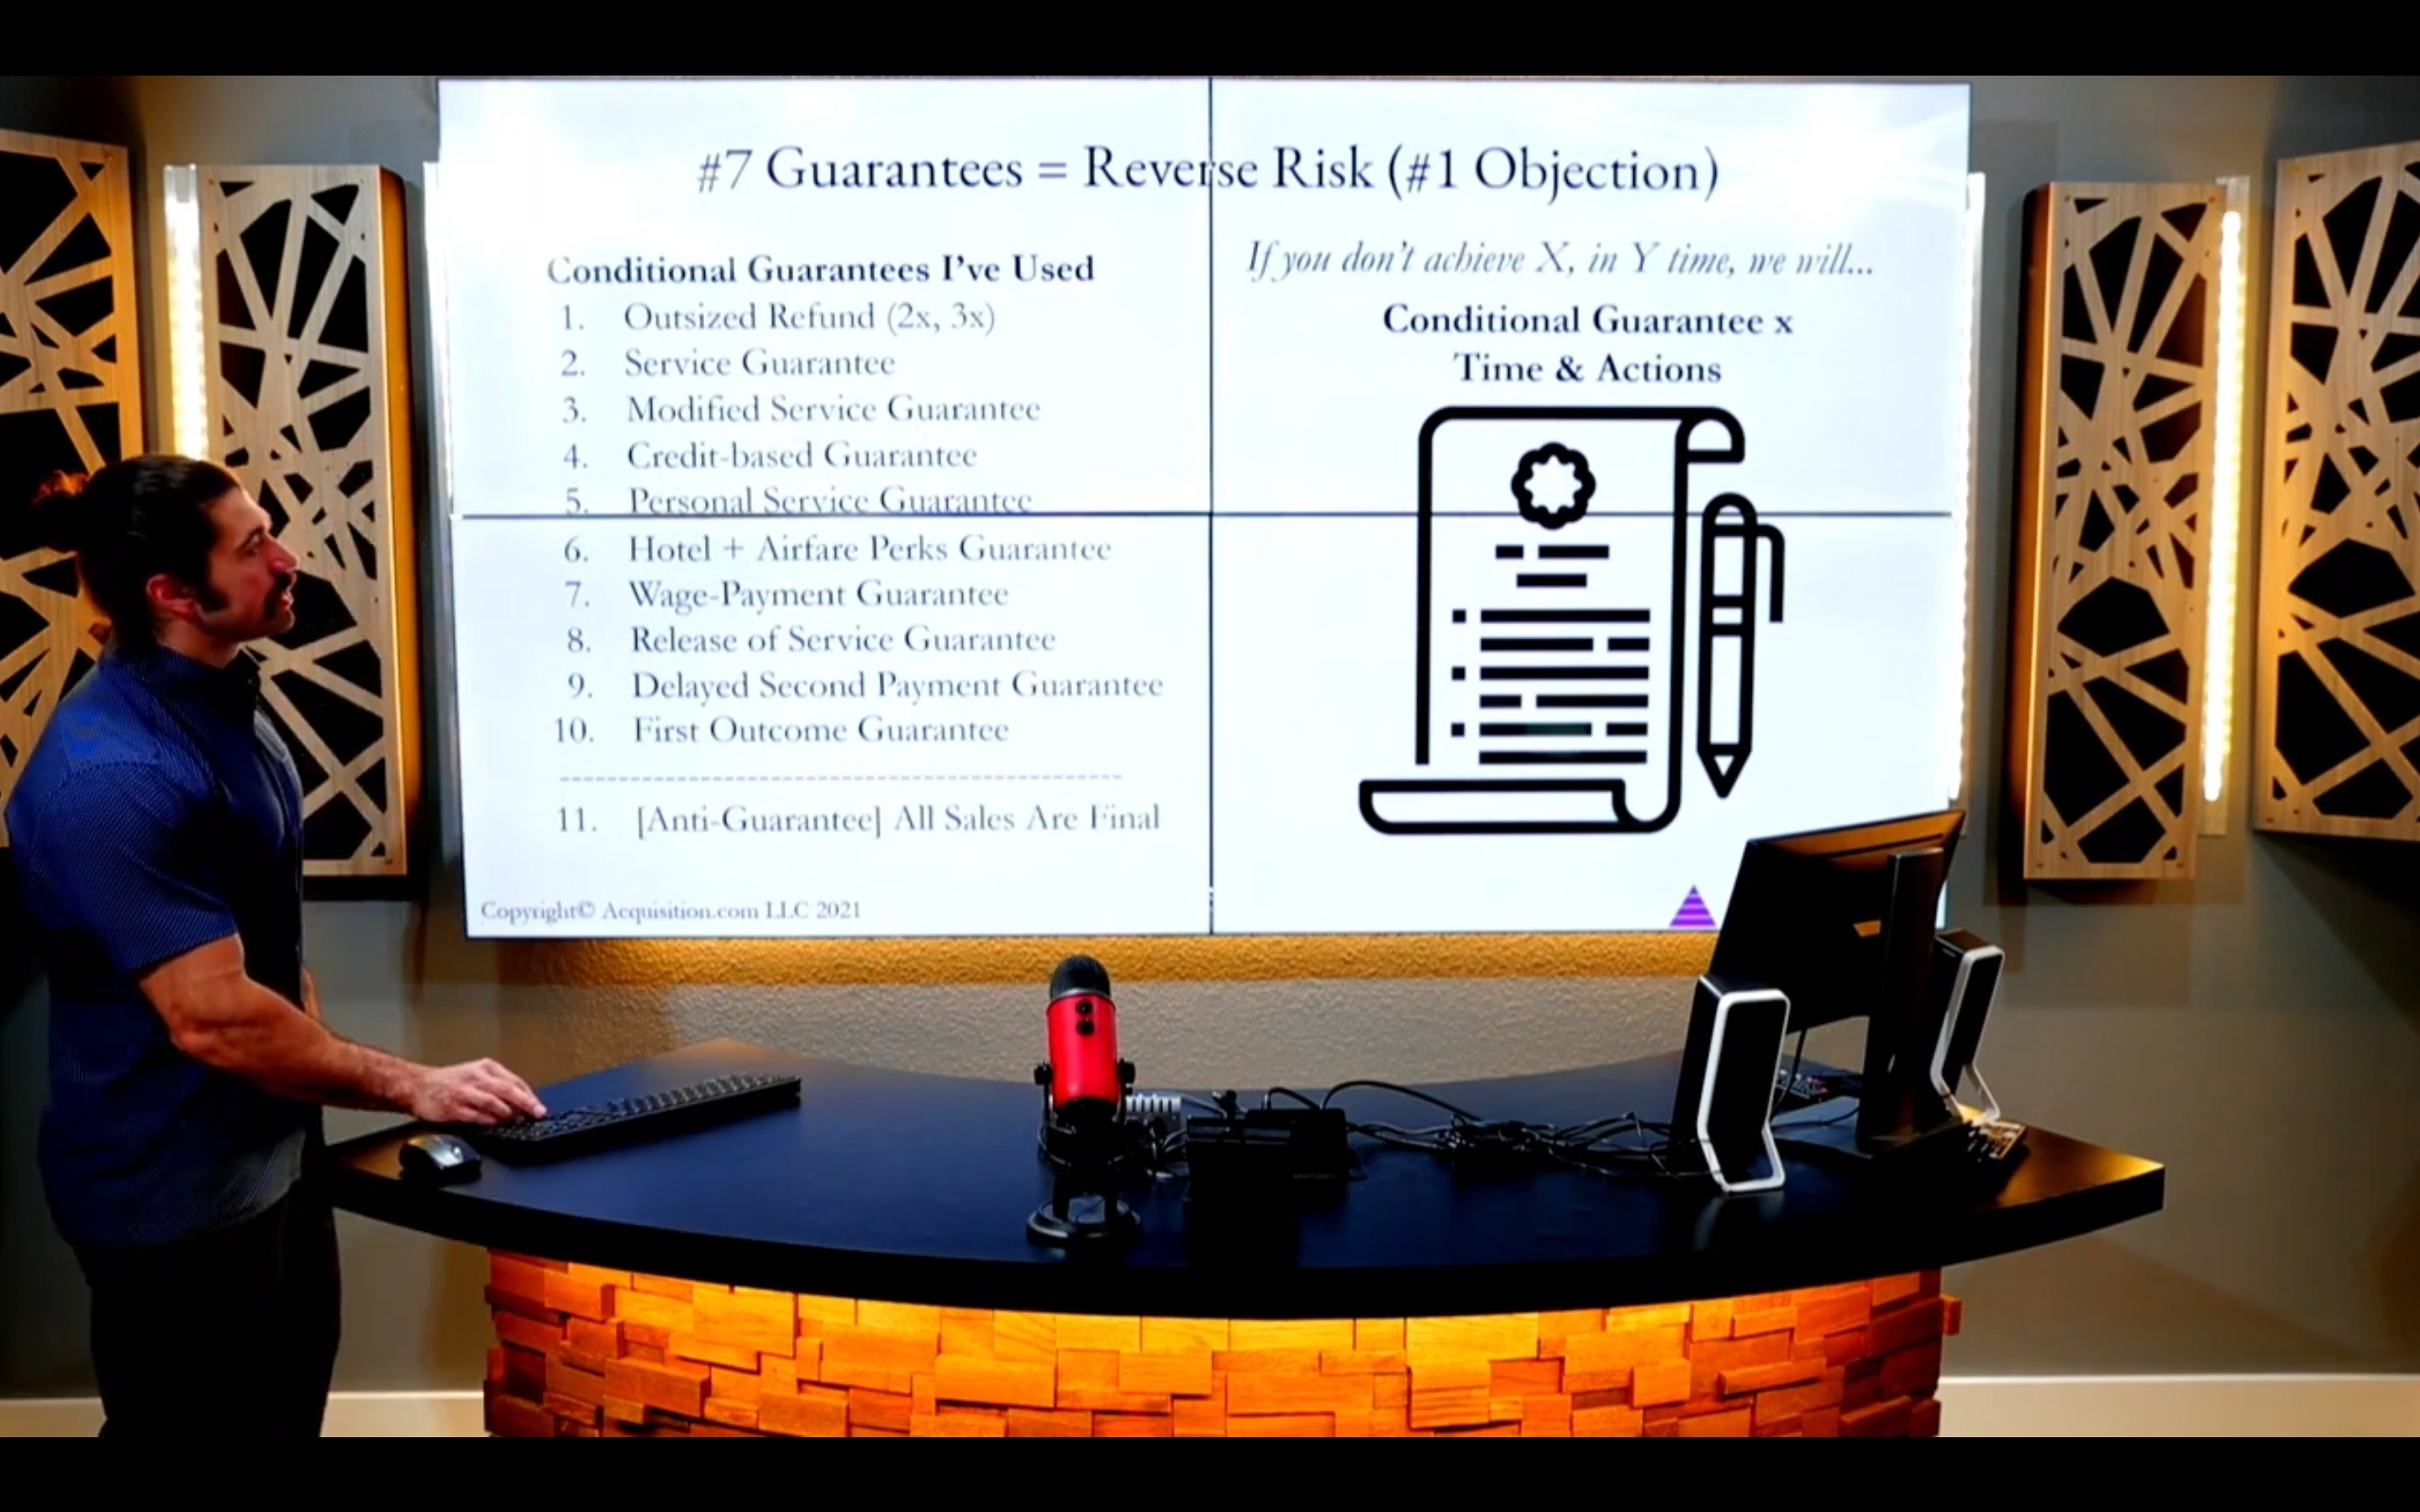 #7 Guarantees = Reverse Risk (#1 Objection)
Conditional Guarantees I've Used
1. Outsized Refund (2x, 3x)
2. Service Guarantee
3. Modified Service Guarantee
4. Credit-based Guarantee
5. Personal Service Guarantee
6. Hotel + Airfare Perks Guarantee
7. Wage-Payment Guarantee
8. Release of Service Guarantee
9. Delayed Second Payment Guarantee
10. First Outcome Guarantee
11. [Anti-Guarantee] All Sales Are Final
If you don't achieve X, in Y time, we will...
Conditional Guarantee x
Time & Actions
Copyright© Acquisition.com LLC 2021